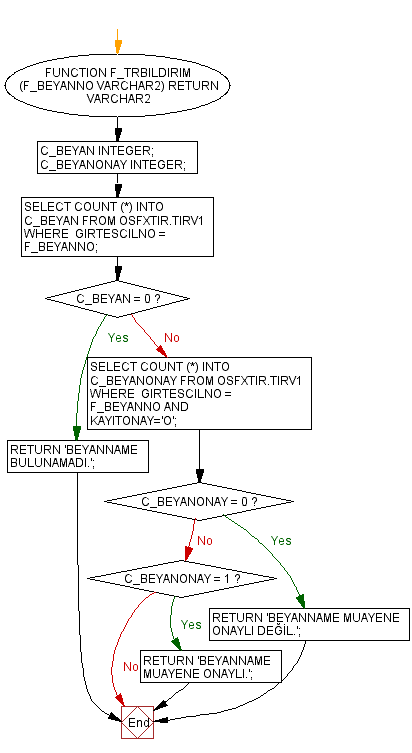 FUNCTION F_TRBILDIRIM
(F_BEYANNO VARCHAR2) RETURN
VARCHAR2
C_BEYAN INTEGER;
C_BEYANONAY INTEGER;
SELECT COUNT (*) INTO
C_BEYAN FROM OSFXTIR.TIRV1
WHERE GIRTESCILNO =
F_BEYANNO;
C_BEYAN = 0 ?
Yes
No
SELECT COUNT (*) INTO
C_BEYANONAY FROM OSFXTIR.TIRV1
WHERE GIRTESCILNO =
F_BEYANNO AND
KAYITONAY='O';
RETURN 'BEYANNAME
BULUNAMADI.';
C_BEYANONAY = 0 ?
No
Yes
C_BEYANONAY = 1 ?
RETURN 'BEYANNAME MUAYENE
ONAYLI DEĞİL.';
Yes
No
RETURN 'BEYANNAME
MUAYENE ONAYLI.';
End